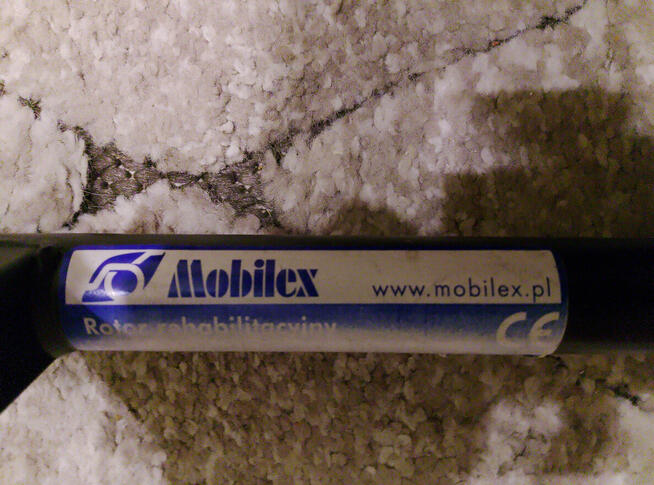 Mobilex www.mobilex.pl
Rotor rehabilitacyjny CE